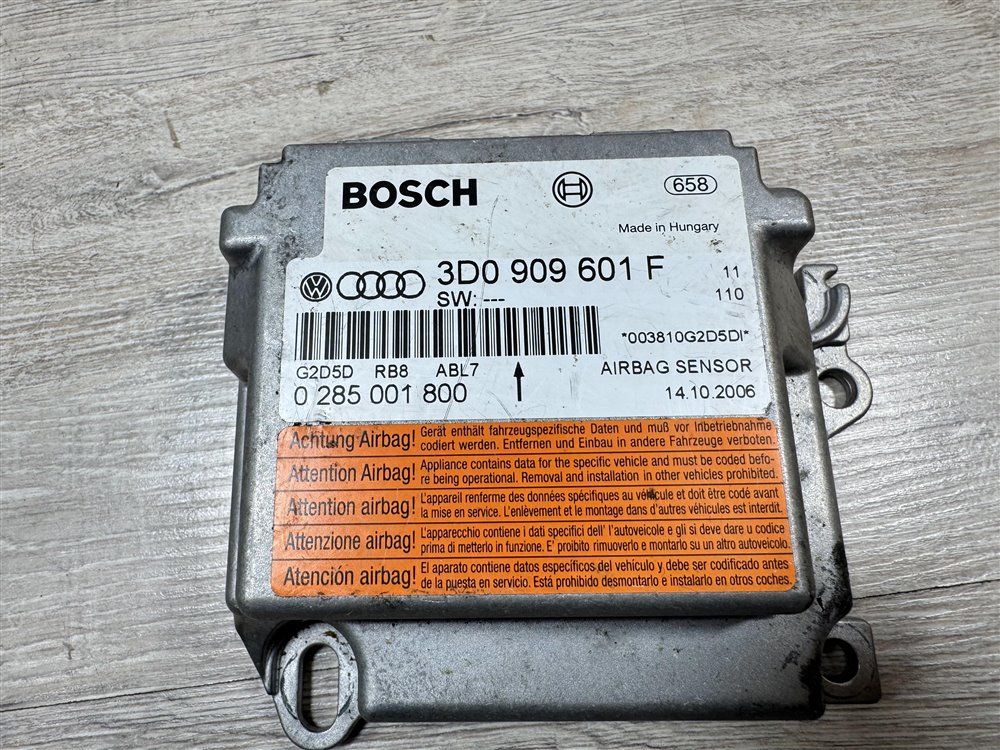 BOSCH
658
Made in Hungary
3D0 909 601 F
11
SW: ---
110
*003810G2D5DI*
G2D5D RB8 ABL7
AIRBAG SENSOR
0 285 001 800
14.10.2006
Achtung Airbag! Gerät enthält fahrzeugspezifische Daten und muß vor Inbetriebnahme
codiert werden. Entfernen und Einbau in andere Fahrzeuge verboten.
Attention Airbag! Appliance contains data for the specific vehicle and must be coded befo-
re being operational. Removal and installation in other vehicles prohibited.
Attention airbag! L'appareil renferme des données spécifiques au véhicule et doit être codé avant
la mise en service. L'enlèvement et le montage dans d'autres véhicules est interdit.
Attenzione airbag! L'apparecchio contiene i dati specifici dell' l'autoveicole e gli si deve dare u codice
prima di metterlo in funzione. E' proibito rimuoverlo e montarlo su un altro autoveicolo.
Atención airbag! El aparato contiene datos específicos del vehículo y debe ser codificado antes
de la puesta en servicio. Está prohibido desmontarlo e instalarlo en otros coches.